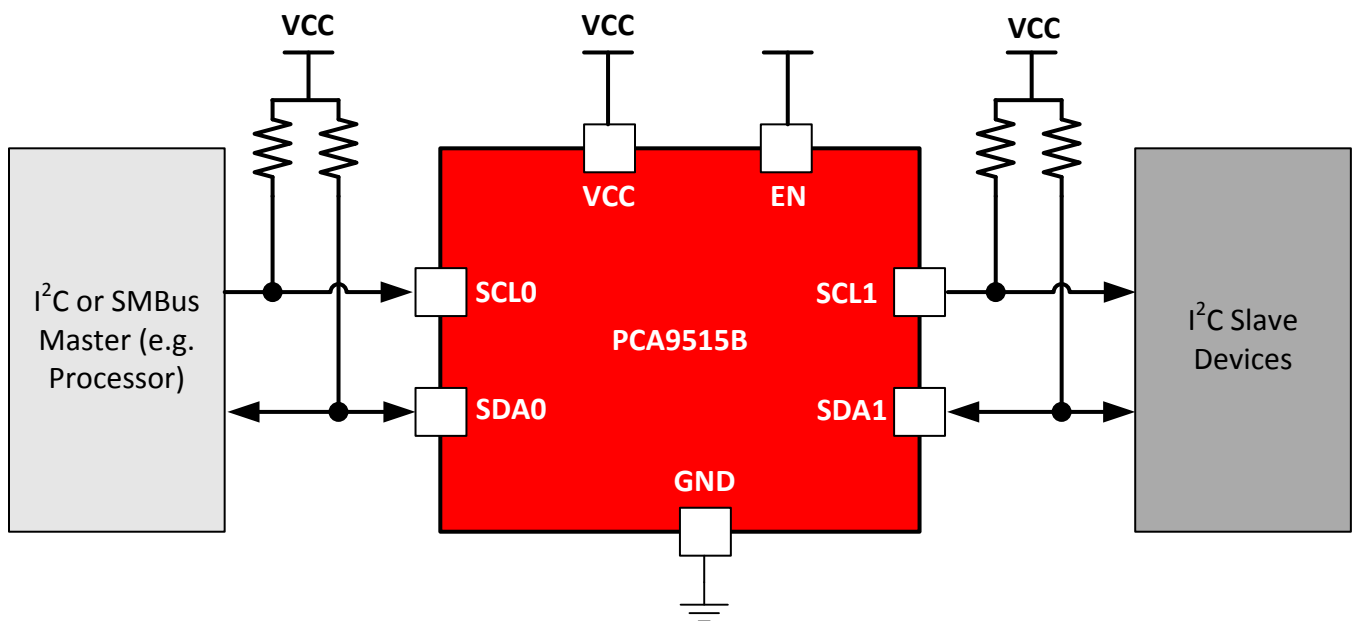 VCC
VCC
VCC
VCC
EN
I²C or SMBus
Master (e.g.
Processor)
SCL0
SCL1
PCA9515B
SDA0
SDA1
GND
I²C Slave
Devices